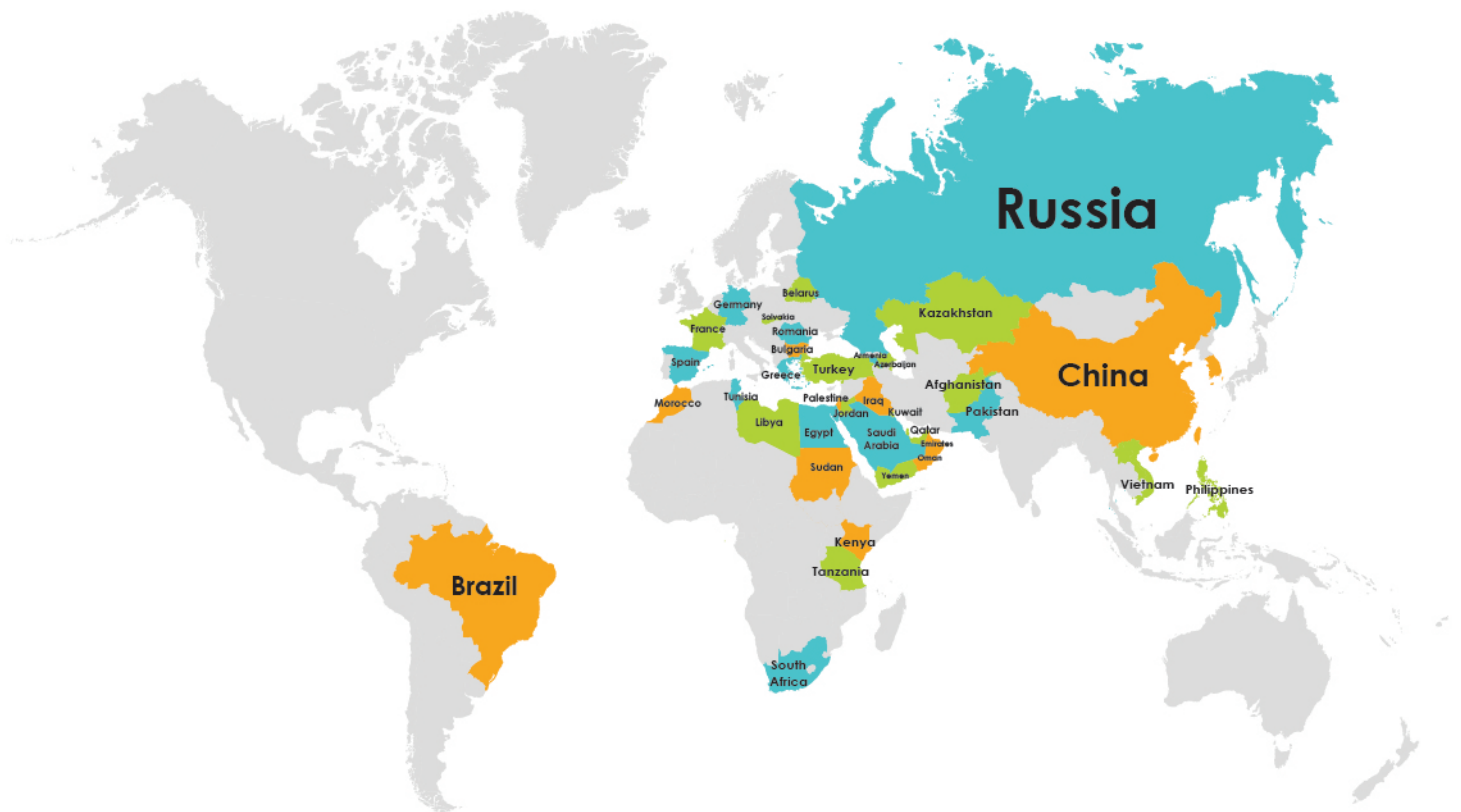 Russia
Belarus
Germany
Solvakia
Kazakhstan
France
Romania
Bulgaria
Armenia
Spain
Azerbaijan
Turkey
Greece
China
Afghanistan
Tunisia
Palestine
Iraq
Morocco
Kuwait
Pakistan
Jordan
Libya
Qatar
Egypt
Saudi
Arabia
Emirates
Oman
Sudan
Yemen
Vietnam
Philippines
Kenya
Tanzania
Brazil
South
Africa